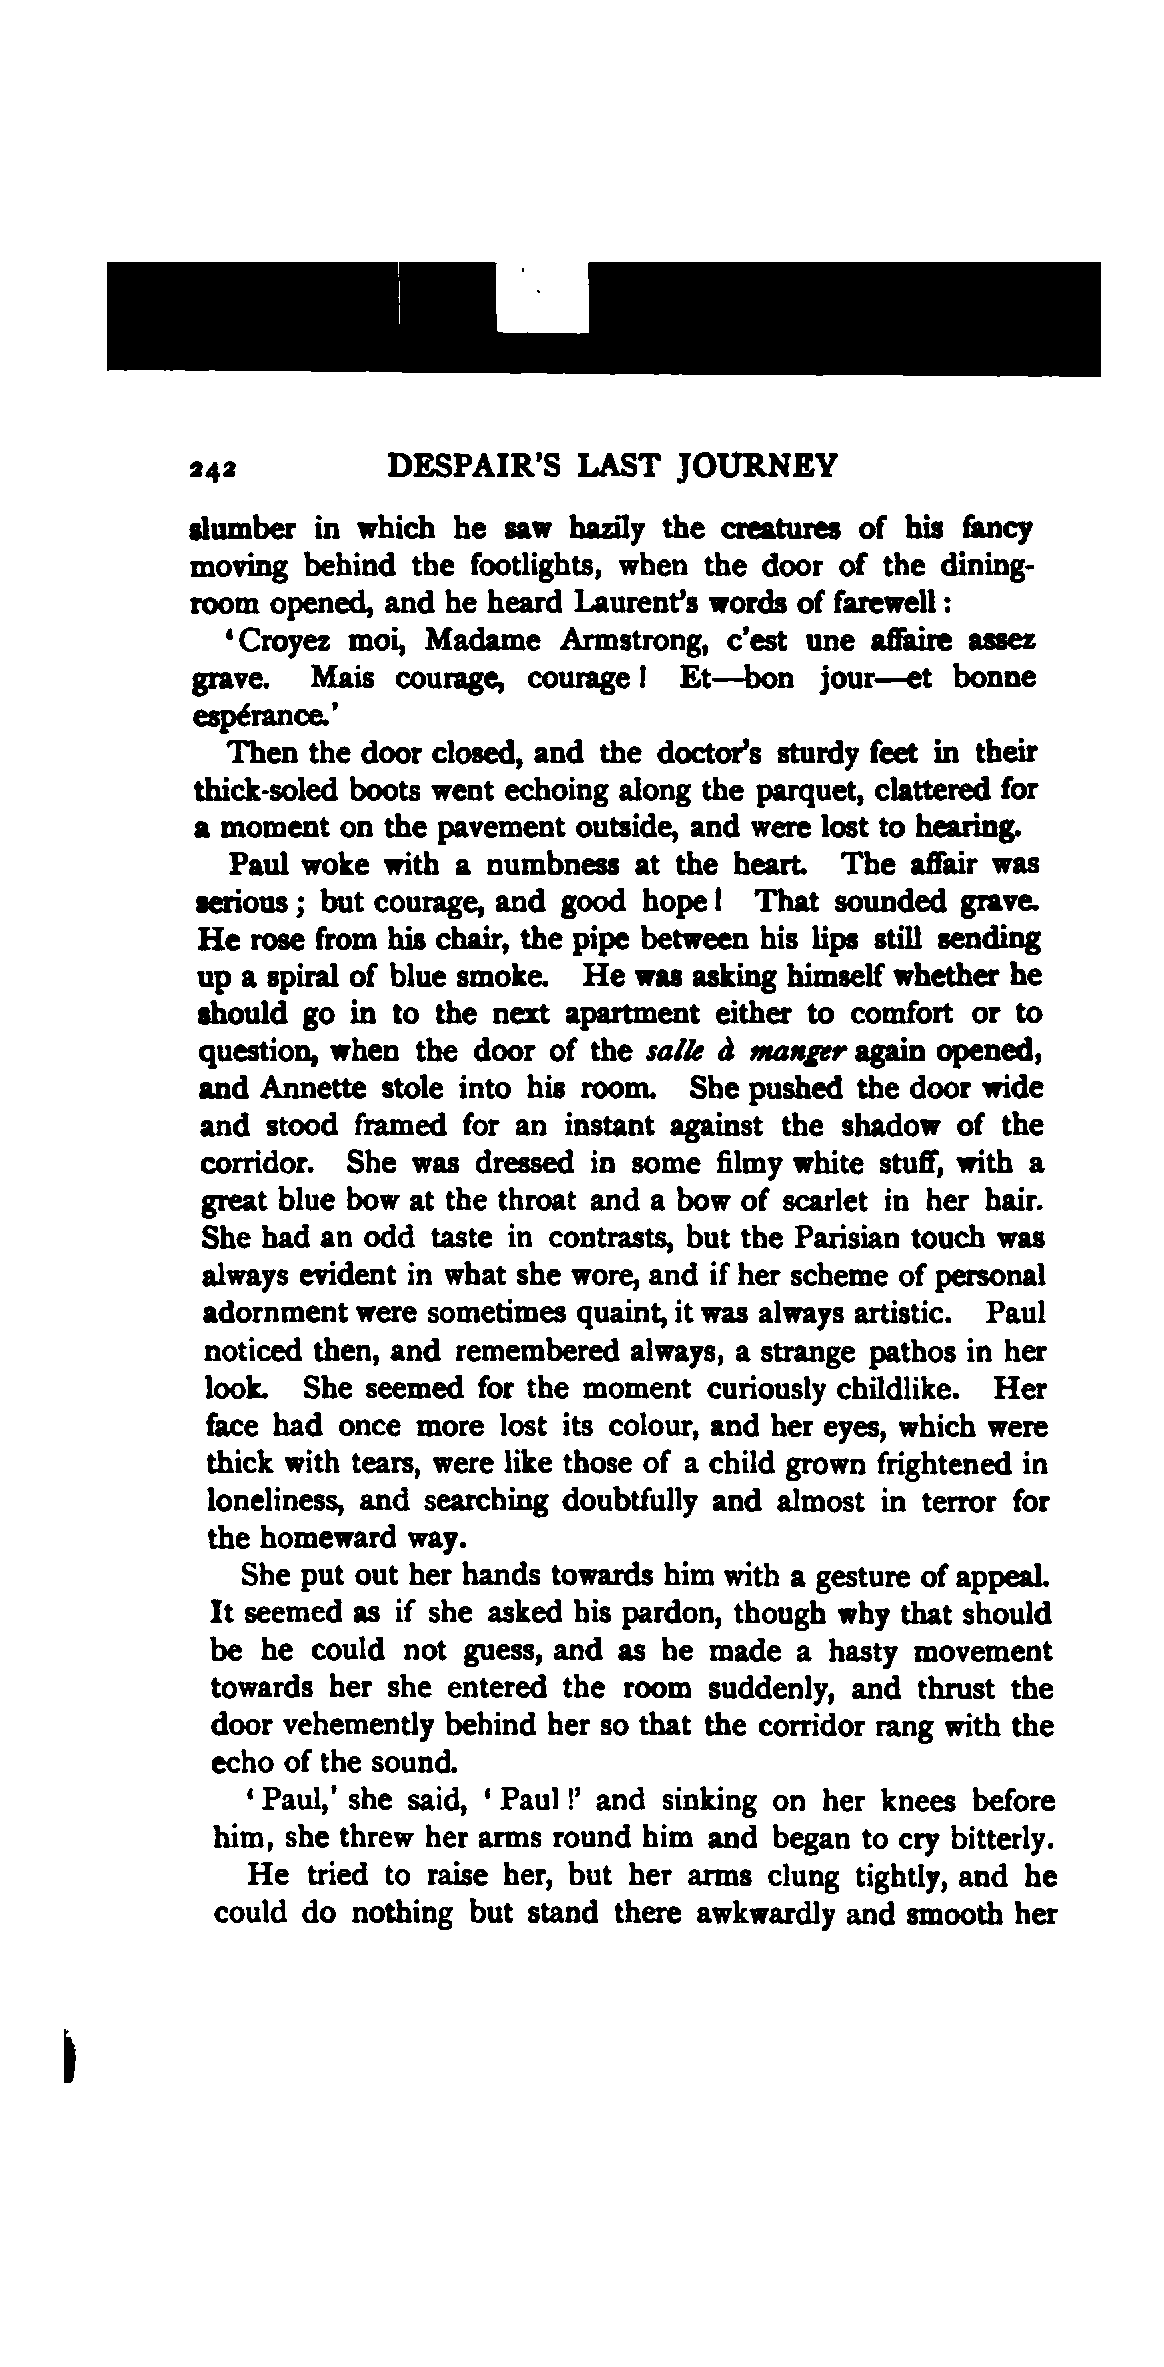 242 DESPAIR'S LAST JOURNEY
slumber in which he saw hazily the creatures of his fancy
moving behind the footlights, when the door of the dining-
room opened, and he heard Laurent's words of farewell :
'Croyez moi, Madame Armstrong, c'est une affaire assez
grave. Mais courage, courage ! Et—bon jour—et bonne
espérance.'
Then the door closed, and the doctor's sturdy feet in their
thick-soled boots went echoing along the parquet, clattered for
a moment on the pavement outside, and were lost to hearing.
Paul woke with a numbness at the heart. The affair was
serious ; but courage, and good hope ! That sounded grave.
He rose from his chair, the pipe between his lips still sending
up a spiral of blue smoke. He was asking himself whether he
should go in to the next apartment either to comfort or to
question, when the door of the salle à manger again opened,
and Annette stole into his room. She pushed the door wide
and stood framed for an instant against the shadow of the
corridor. She was dressed in some filmy white stuff, with a
great blue bow at the throat and a bow of scarlet in her hair.
She had an odd taste in contrasts, but the Parisian touch was
always evident in what she wore, and if her scheme of personal
adornment were sometimes quaint, it was always artistic. Paul
noticed then, and remembered always, a strange pathos in her
look. She seemed for the moment curiously childlike. Her
face had once more lost its colour, and her eyes, which were
thick with tears, were like those of a child grown frightened in
loneliness, and searching doubtfully and almost in terror for
the homeward way.
She put out her hands towards him with a gesture of appeal.
It seemed as if she asked his pardon, though why that should
be he could not guess, and as he made a hasty movement
towards her she entered the room suddenly, and thrust the
door vehemently behind her so that the corridor rang with the
echo of the sound.
'Paul,' she said, 'Paul !' and sinking on her knees before
him, she threw her arms round him and began to cry bitterly.
He tried to raise her, but her arms clung tightly, and he
could do nothing but stand there awkwardly and smooth her